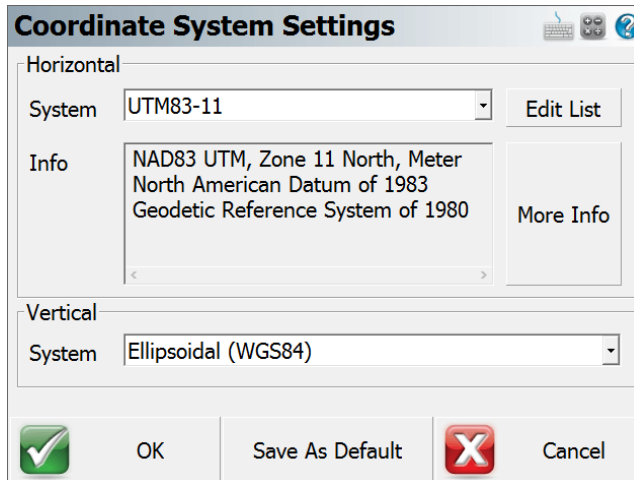 Coordinate System Settings
Horizontal
System UTM83-11 Edit List
Info NAD83 UTM, Zone 11 North, Meter
North American Datum of 1983
Geodetic Reference System of 1980
More Info
Vertical
System Ellipsoidal (WGS84)
OK Save As Default Cancel